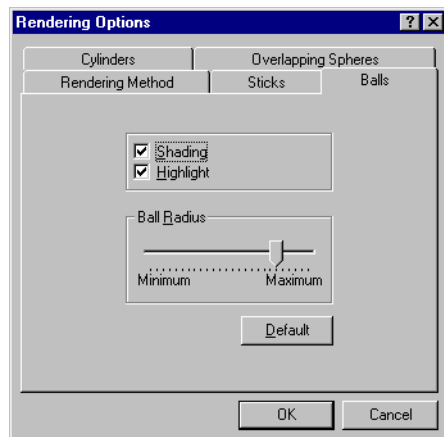 Rendering Options
Cylinders Overlapping Spheres
Rendering Method Sticks Balls
Shading
Highlight
Ball Radius
Minimum Maximum
Default
OK Cancel